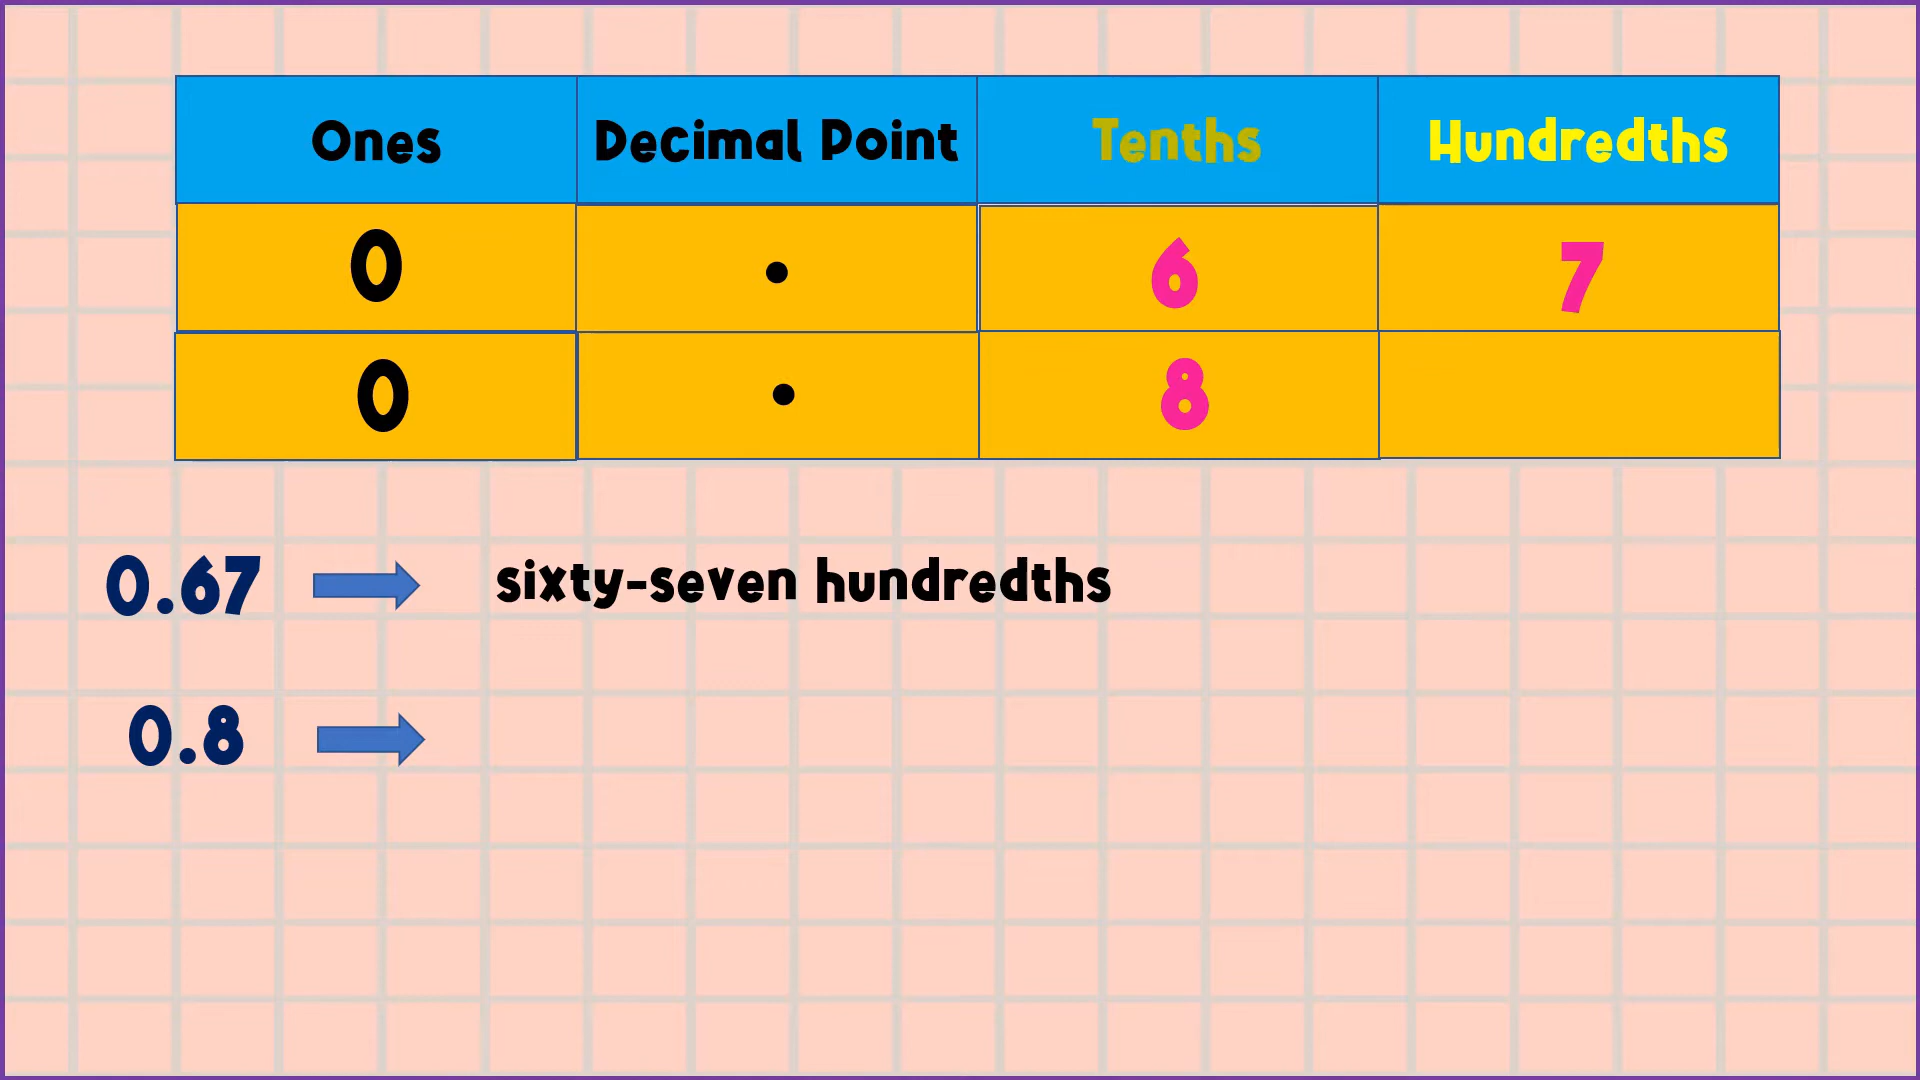 Ones Decimal Point Tenths Hundredths
0 . 6 7
0 . 8
0.67 sixty-seven hundredths
0.8